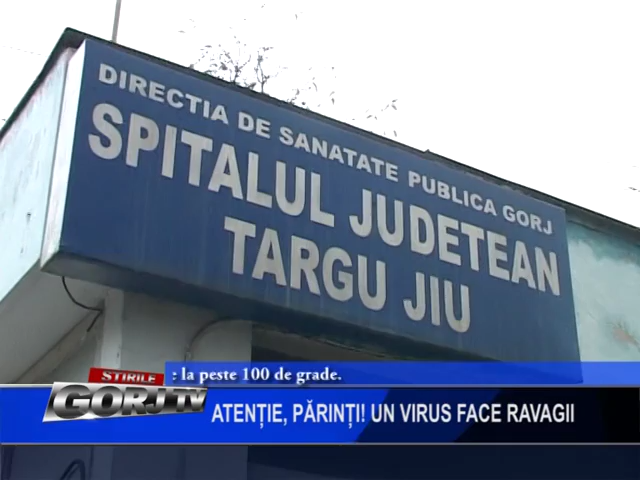 DIRECTIA DE SANATATE PUBLICA GORJ
SPITALUL JUDETEAN
TARGU JIU
: la peste 100 de grade.
ȘTIRILE
GORJ TV
ATENȚIE, PĂRINȚI! UN VIRUS FACE RAVAGII